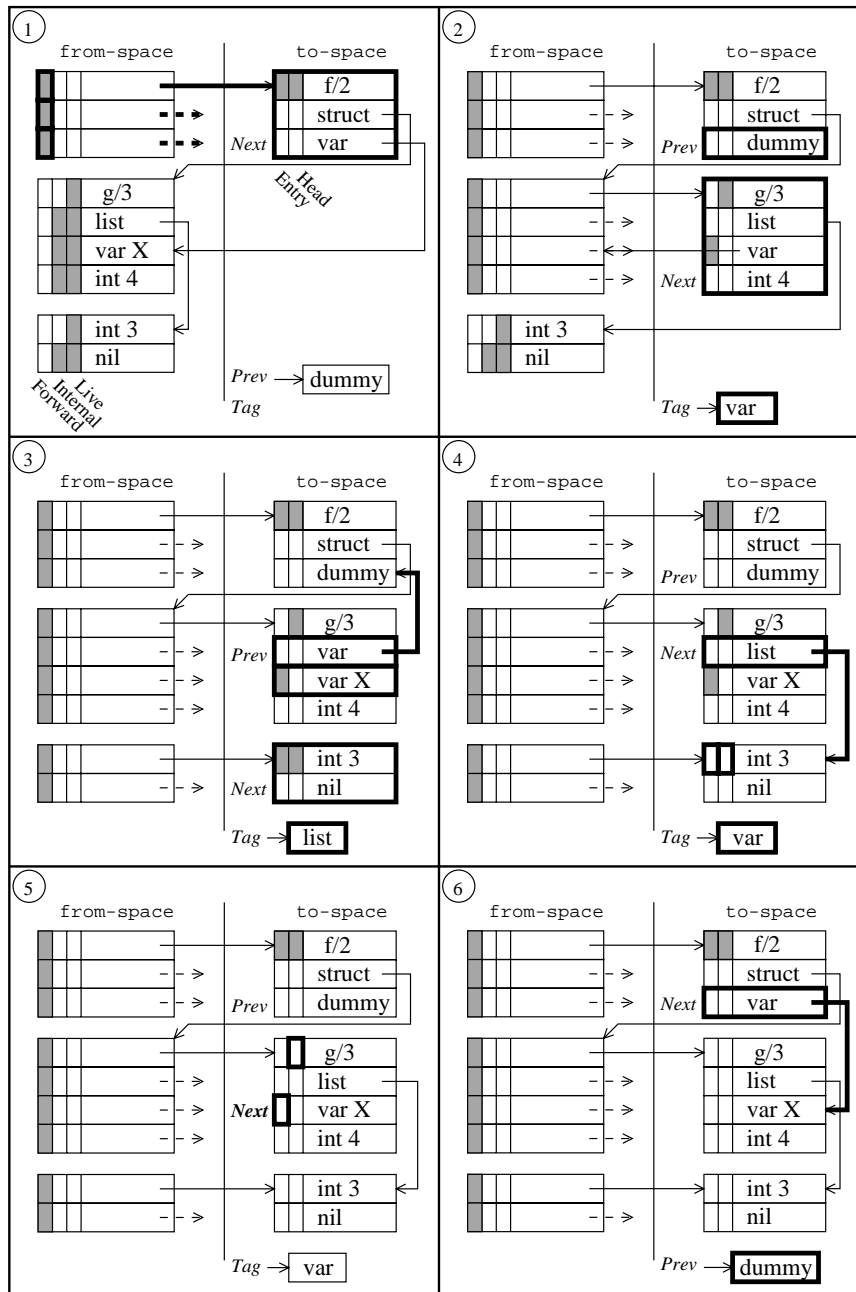 1
from-space to-space
f/2
struct
Next var
g/3
list
var X
int 4
Head
Entry
int 3
nil
Live
Internal
Forward
Prev dummy
Tag
2
from-space to-space
f/2
struct
Prev dummy
g/3
list
var
Next int 4
int 3
nil
Tag var
3
from-space to-space
f/2
struct
dummy
g/3
Prev var
var X
int 4
int 3
Next nil
Tag list
4
from-space to-space
f/2
struct
Prev dummy
g/3
Next list
var X
int 4
int 3
nil
Tag var
5
from-space to-space
f/2
struct
Prev dummy
g/3
list
Next var X
int 4
int 3
nil
Tag var
6
from-space to-space
f/2
struct
Next var
g/3
list
var X
int 4
int 3
nil
Prev dummy